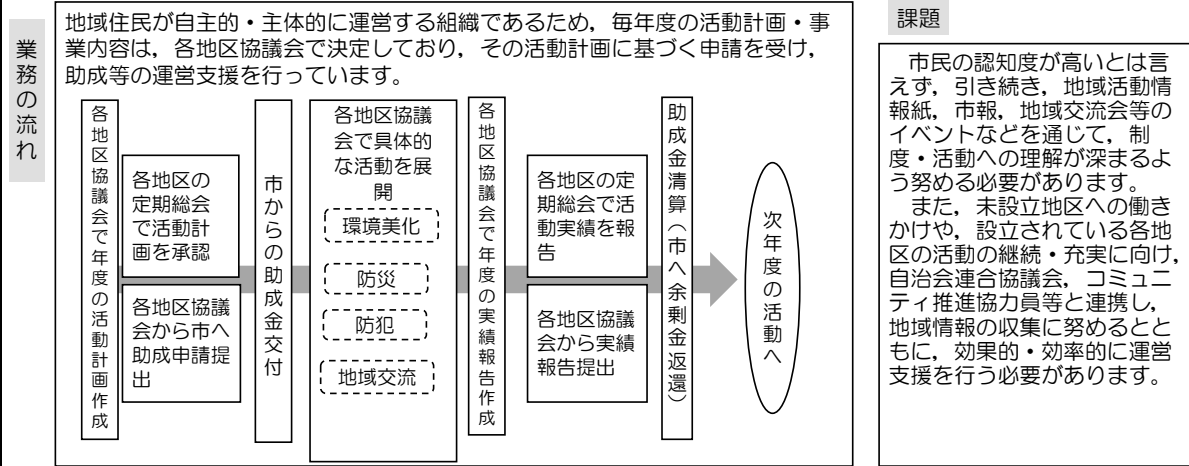 業務の流れ
地域住民が自主的・主体的に運営する組織であるため，毎年度の活動計画・事
業内容は，各地区協議会で決定しており，その活動計画に基づく申請を受け，
助成等の運営支援を行っています。
各地区協議会で年度の活動計画作成
各地区の
定期総会
で活動計
画を承認
各地区協議
会から市へ
助成申請提
出
市からの助成金交付
各地区協議
会で具体的
な活動を展
開
環境美化
防災
防犯
地域交流
各地区協議会で年度の実績報告作成
各地区の定
期総会で活
動実績を報
告
各地区協議
会から実績
報告提出
助成金清算（市へ余剰金返還）
次年度の活動へ
課題
市民の認知度が高いとは言
えず，引き続き，地域活動情
報紙，市報，地域交流会等の
イベントなどを通じて，制
度・活動への理解が深まるよ
う努める必要があります。
また，未設立地区への働き
かけや，設立されている各地
区の活動の継続・充実に向け，
自治会連合協議会，コミュニ
ティ推進協力員等と連携し，
地域情報の収集に努めるとと
もに，効果的・効率的に運営
支援を行う必要があります。